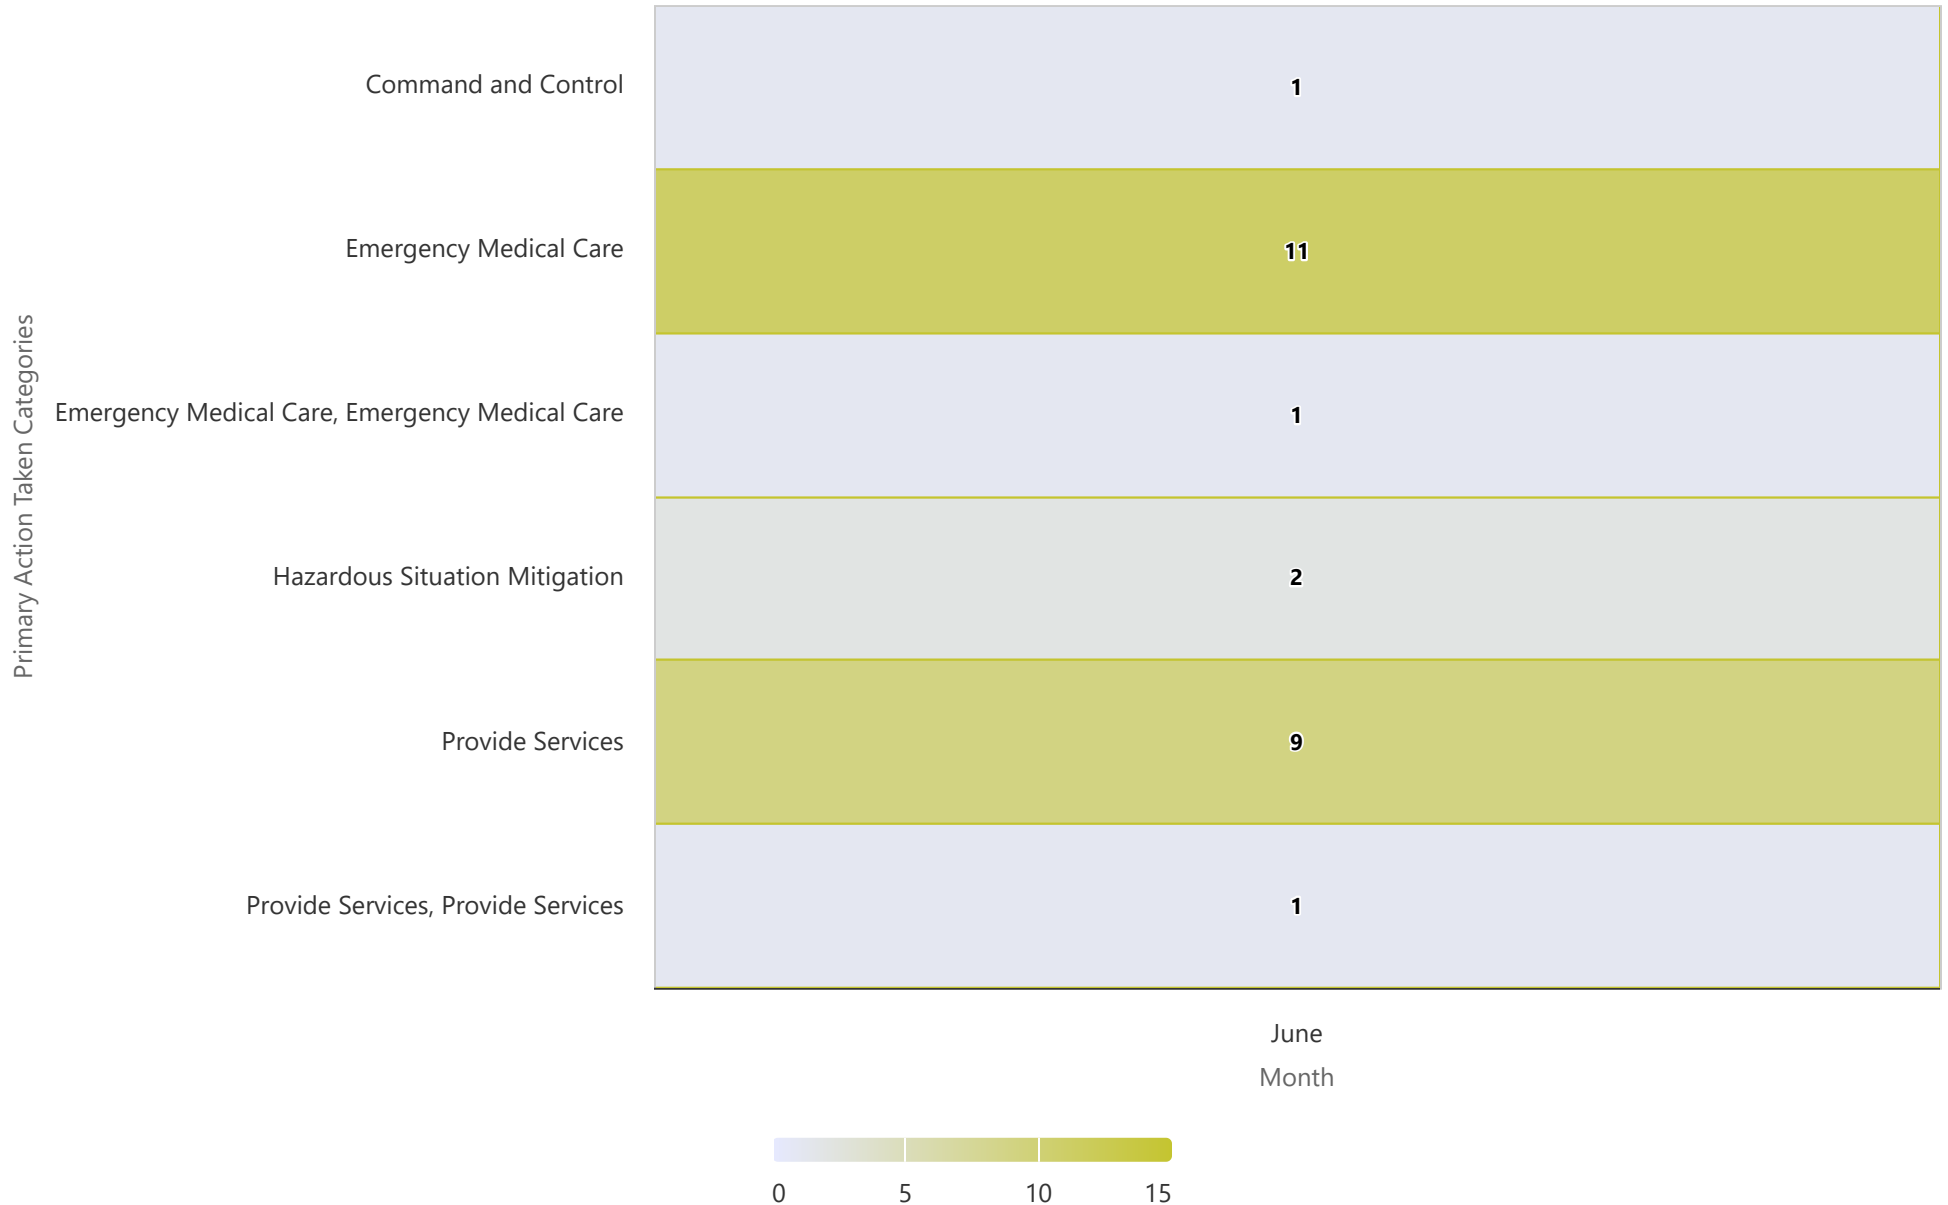 Primary Action Taken Categories
Command and Control
1
Emergency Medical Care
11
Emergency Medical Care, Emergency Medical Care
1
Hazardous Situation Mitigation
2
Provide Services
9
Provide Services, Provide Services
1
June
Month
0 5 10 15